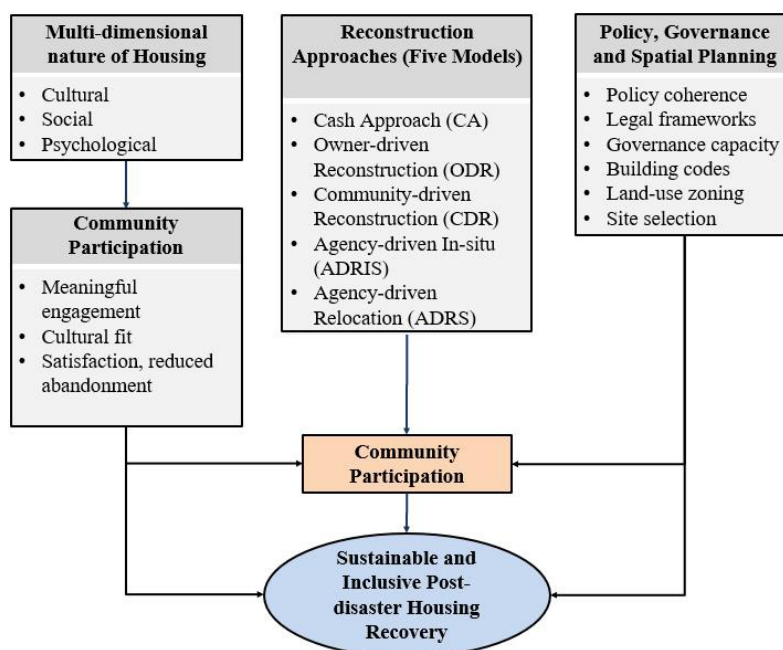 Multi-dimensional
nature of Housing
• Cultural
• Social
• Psychological
Community
Participation
• Meaningful
engagement
• Cultural fit
• Satisfaction, reduced
abandonment
Reconstruction
Approaches (Five Models)
• Cash Approach (CA)
• Owner-driven
Reconstruction (ODR)
• Community-driven
Reconstruction (CDR)
• Agency-driven In-situ
(ADRIS)
• Agency-driven
Relocation (ADRS)
Policy, Governance
and Spatial Planning
• Policy coherence
• Legal frameworks
• Governance capacity
• Building codes
• Land-use zoning
• Site selection
Community
Participation
Sustainable and
Inclusive Post-
disaster Housing
Recovery